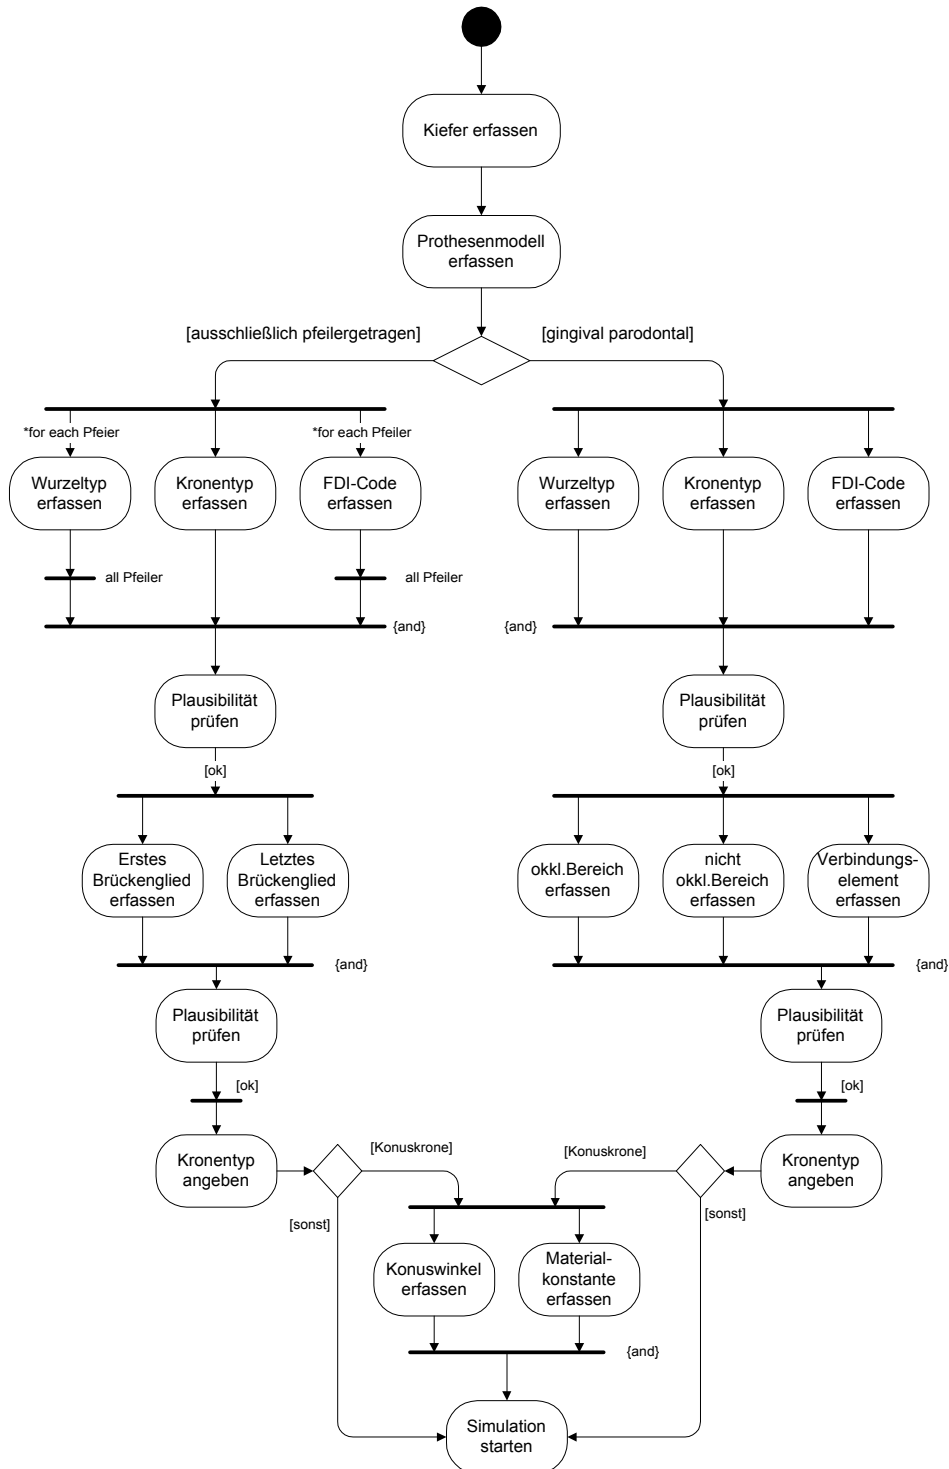 Kiefer erfassen
Prothesenmodell
erfassen
[ausschließlich pfeilergetragen]
[gingival parodontal]
*for each Pfeier
*for each Pfeiler
Wurzeltyp
erfassen
Kronentyp
erfassen
FDI-Code
erfassen
Wurzeltyp
erfassen
Kronentyp
erfassen
FDI-Code
erfassen
all Pfeiler
all Pfeiler
{and}
{and}
Plausibilität
prüfen
Plausibilität
prüfen
[ok]
[ok]
Erstes
Brückenglied
erfassen
Letztes
Brückenglied
erfassen
okkl.Bereich
erfassen
nicht
okkl.Bereich
erfassen
Verbindungs-
element
erfassen
{and}
{and}
Plausibilität
prüfen
Plausibilität
prüfen
[ok]
[ok]
Kronentyp
angeben
[Konuskrone]
[Konuskrone]
Kronentyp
angeben
[sonst]
[sonst]
Konuswinkel
erfassen
Material-
konstante
erfassen
{and}
Simulation
starten